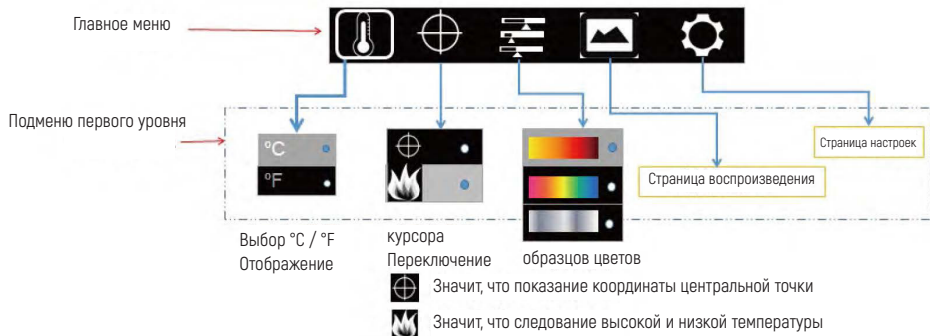 Главное меню
Подменю первого уровня
°C
°F
Страница настроек
Страница воспроизведения
Выбор °C / °F
Отображение
курсора
Переключение
образцов цветов
Значит, что показание координаты центральной точки
Значит, что следование высокой и низкой температуры